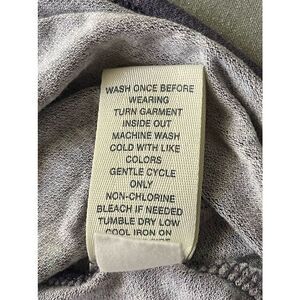 WASH ONCE BEFORE
WEARING
TURN GARMENT
INSIDE OUT
MACHINE WASH
COLD WITH LIKE
COLORS
GENTLE CYCLE
ONLY
NON-CHLORINE
BLEACH IF NEEDED
TUMBLE DRY LOW
COOL IRON ON